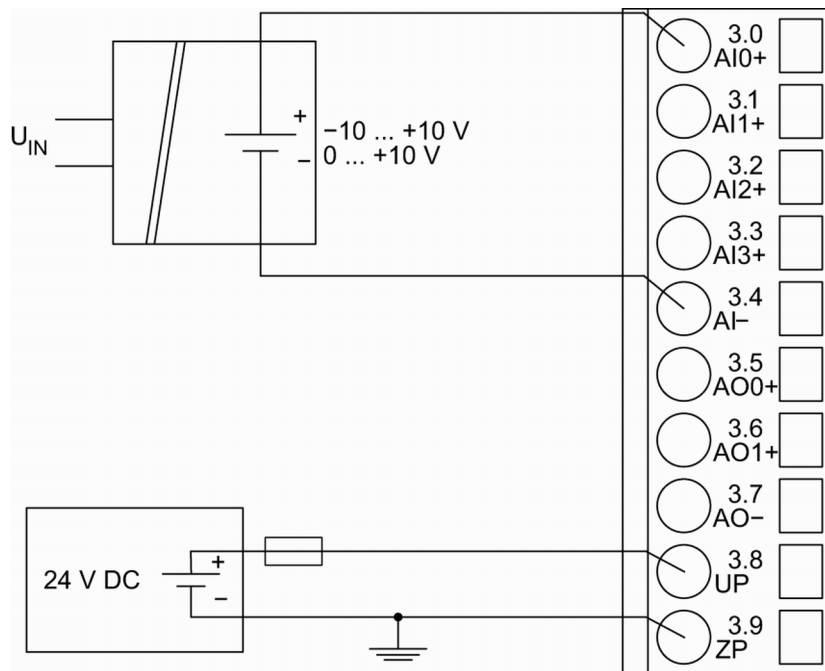 3.0
AI0+
3.1
AI1+
+
−10 ... +10 V
UIN
− 0 ... +10 V
3.2
AI2+
3.3
AI3+
3.4
AI−
3.5
AO0+
3.6
AO1+
3.7
AO−
24 V DC
+
−
3.8
UP
3.9
ZP